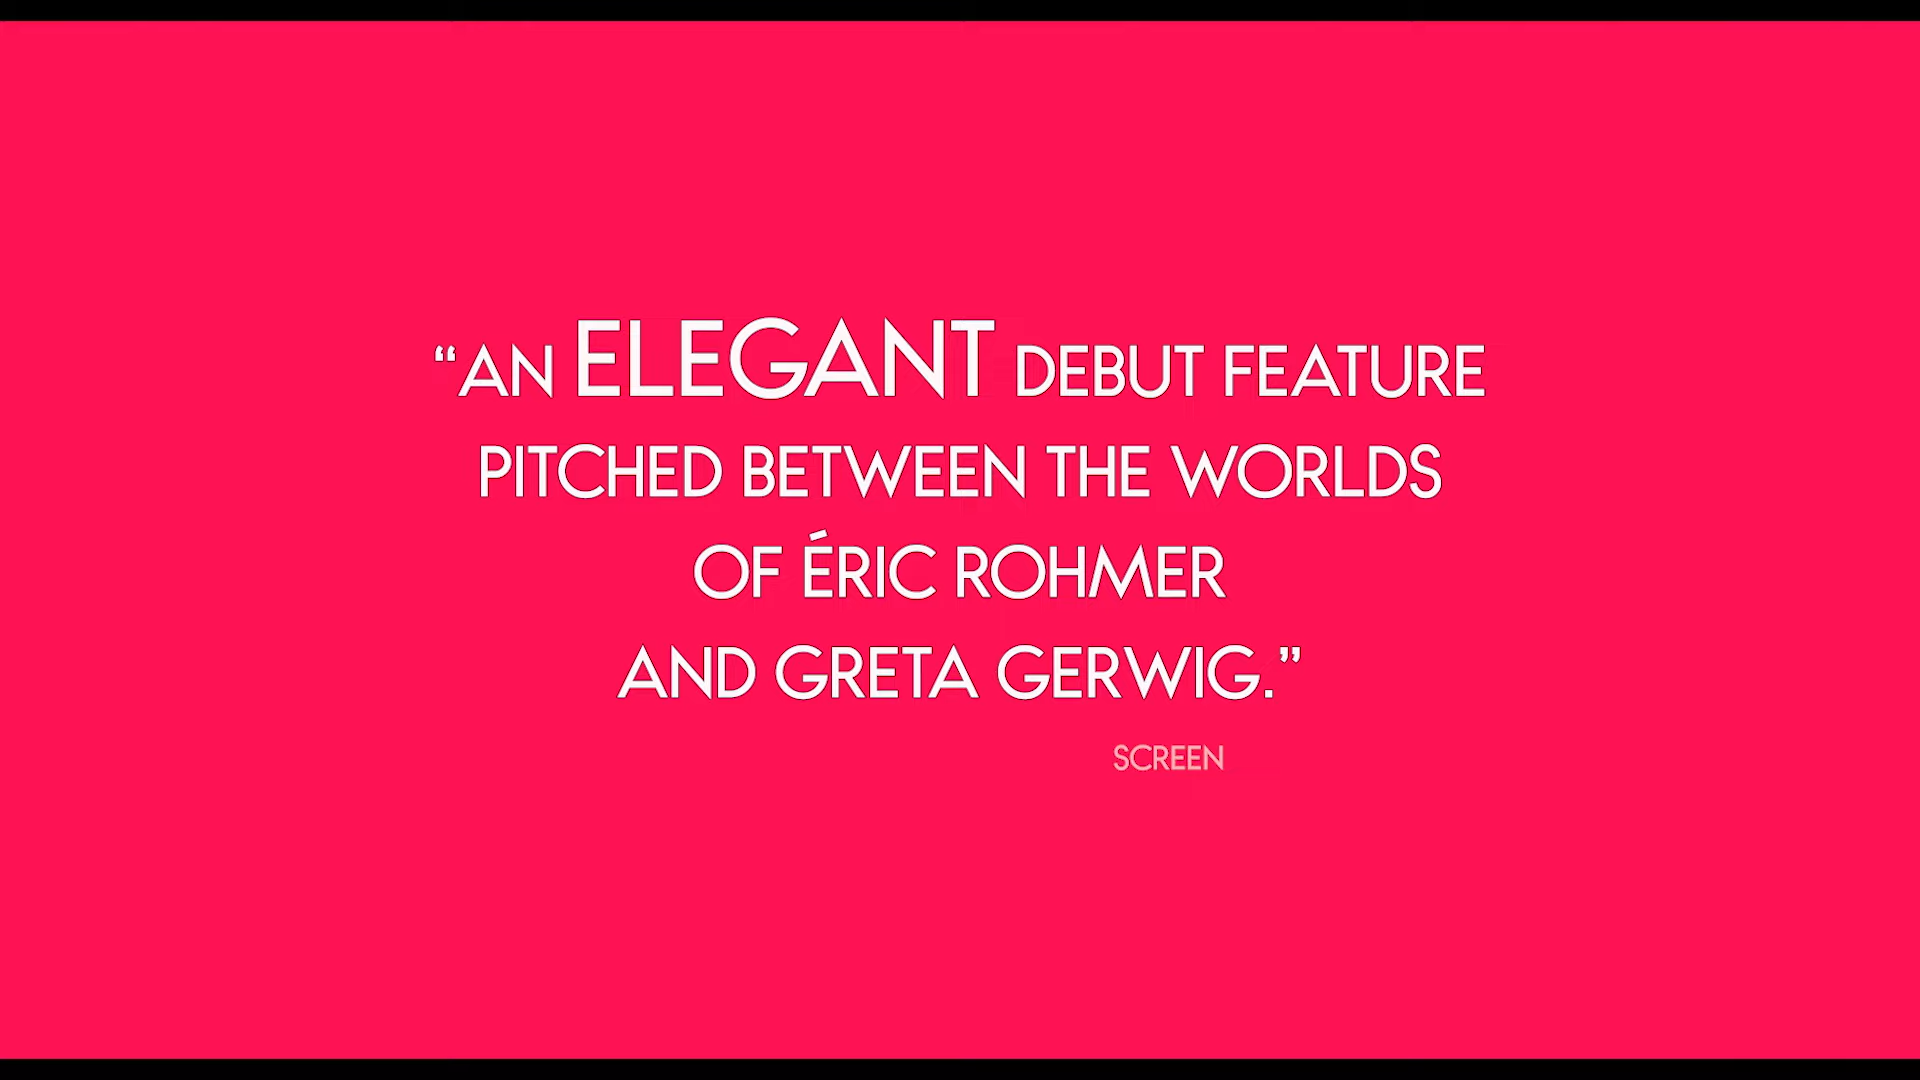 “AN ELEGANT DEBUT FEATURE
PITCHED BETWEEN THE WORLDS
OF ÉRIC ROHMER
AND GRETA GERWIG.”
SCREEN